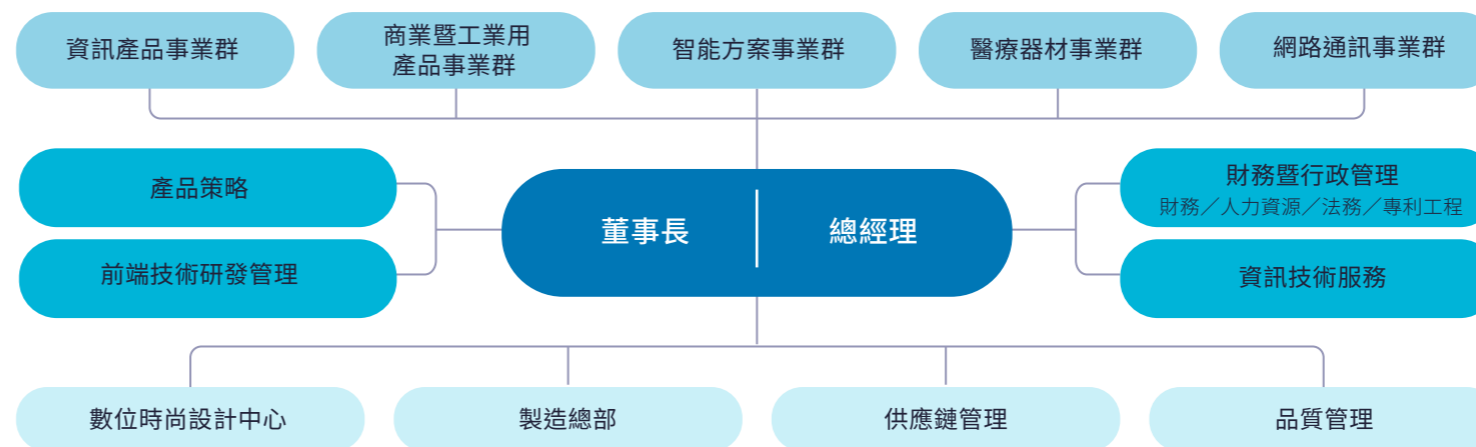 資訊產品事業群
商業暨工業用
產品事業群
智能方案事業群
醫療器材事業群
網路通訊事業群
產品策略
前端技術研發管理
董事長
總經理
財務暨行政管理
財務／人力資源／法務／專利工程
資訊技術服務
數位時尚設計中心
製造總部
供應鏈管理
品質管理